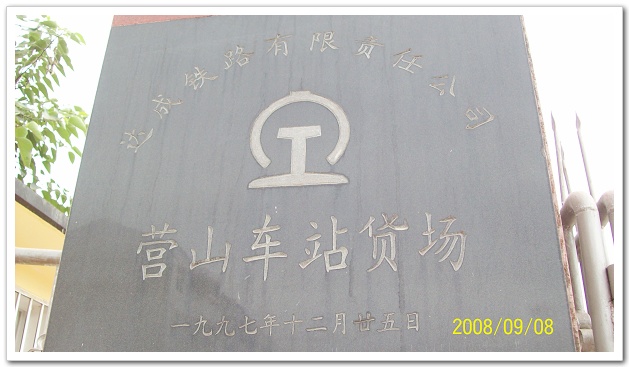 达成铁路有限责任公司
营山车站贷场
一九九七年十二月廿五日
2008/09/08